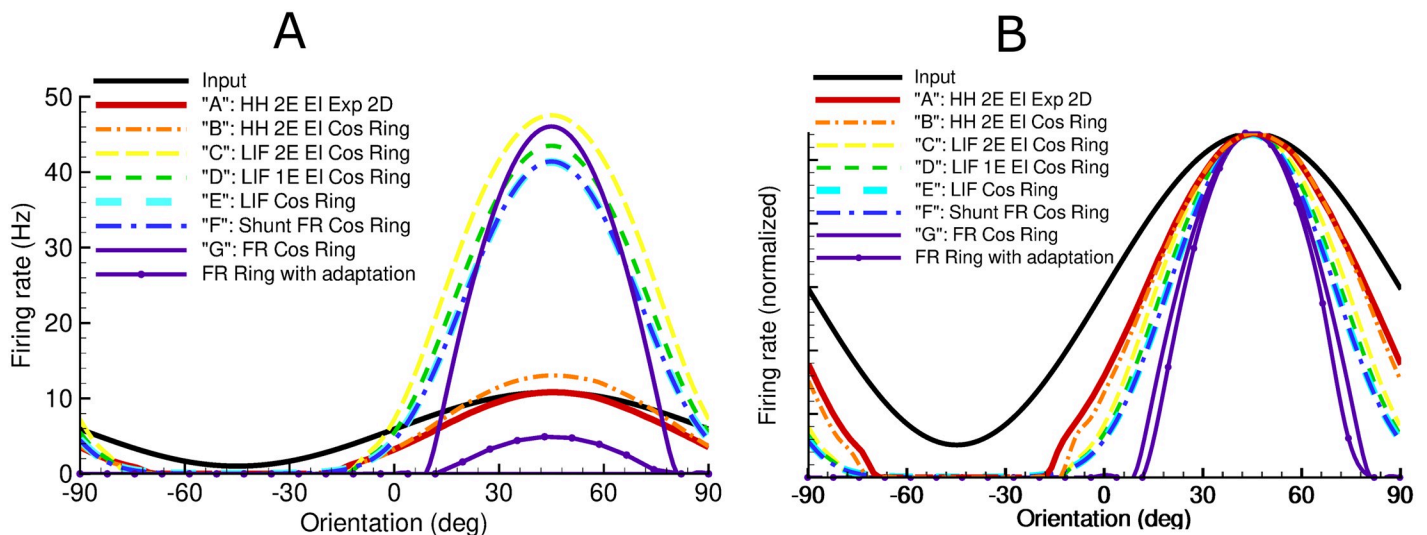 A
B
Input
"A": HH 2E EI Exp 2D
"B": HH 2E EI Cos Ring
"C": LIF 2E EI Cos Ring
"D": LIF 1E EI Cos Ring
"E": LIF Cos Ring
"F": Shunt FR Cos Ring
"G": FR Cos Ring
FR Ring with adaptation
50
40
30
20
10
0
Firing rate (Hz)
-90 -60 -30 0 30 60 90
Orientation (deg)
Input
"A": HH 2E EI Exp 2D
"B": HH 2E EI Cos Ring
"C": LIF 2E EI Cos Ring
"D": LIF 1E EI Cos Ring
"E": LIF Cos Ring
"F": Shunt FR Cos Ring
"G": FR Cos Ring
FR Ring with adaptation
Firing rate (normalized)
-90 -60 -30 0 30 60 90
Orientation (deg)